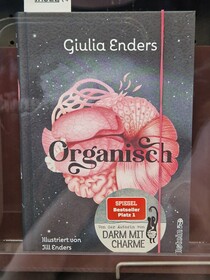 Giulia Enders
Organisch
SPIEGEL
Bestseller
Platz 1
Von der Autorin von
DARM MIT
CHARME
Illustriert von
Jill Enders